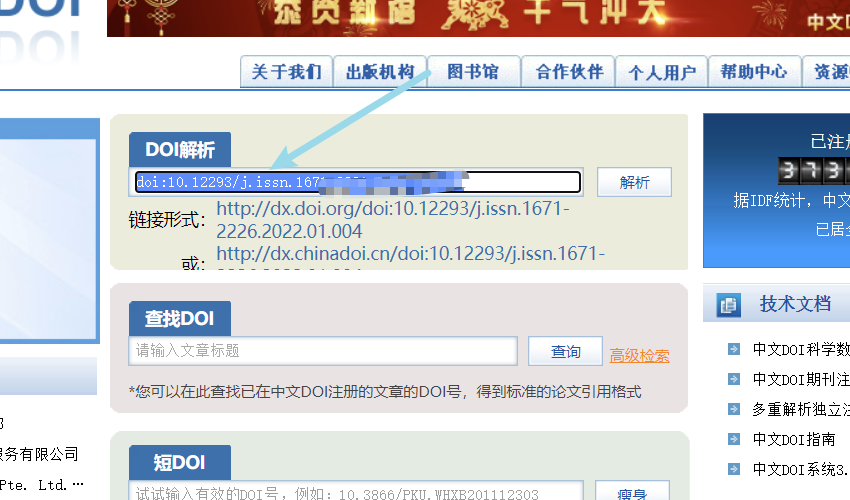 DOI
恭贺新禧
牛气冲天
中文DOI
关于我们
出版机构
图书馆
合作伙伴
个人用户
帮助中心
资源
DOI解析
doi:10.12293/j.issn.1671-
解析
链接形式: http://dx.doi.org/doi:10.12293/j.issn.1671-
2226.2022.01.004
或: http://dx.chinadoi.cn/doi:10.12293/j.issn.1671-
查找DOI
请输入文章标题
查询
高级检索
*您可以在此查找已在中文DOI注册的文章的DOI号，得到标准的论文引用格式
短DOI
试试输入有效的DOI号，例如：10.3866/PKU.WHXB201112303
瘦身
服务有限公司
Pte. Ltd.…
已注册
373
据IDF统计，中文
已居全
技术文档
中文DOI科学数
中文DOI期刊注
多重解析独立注
中文DOI指南
中文DOI系统3.